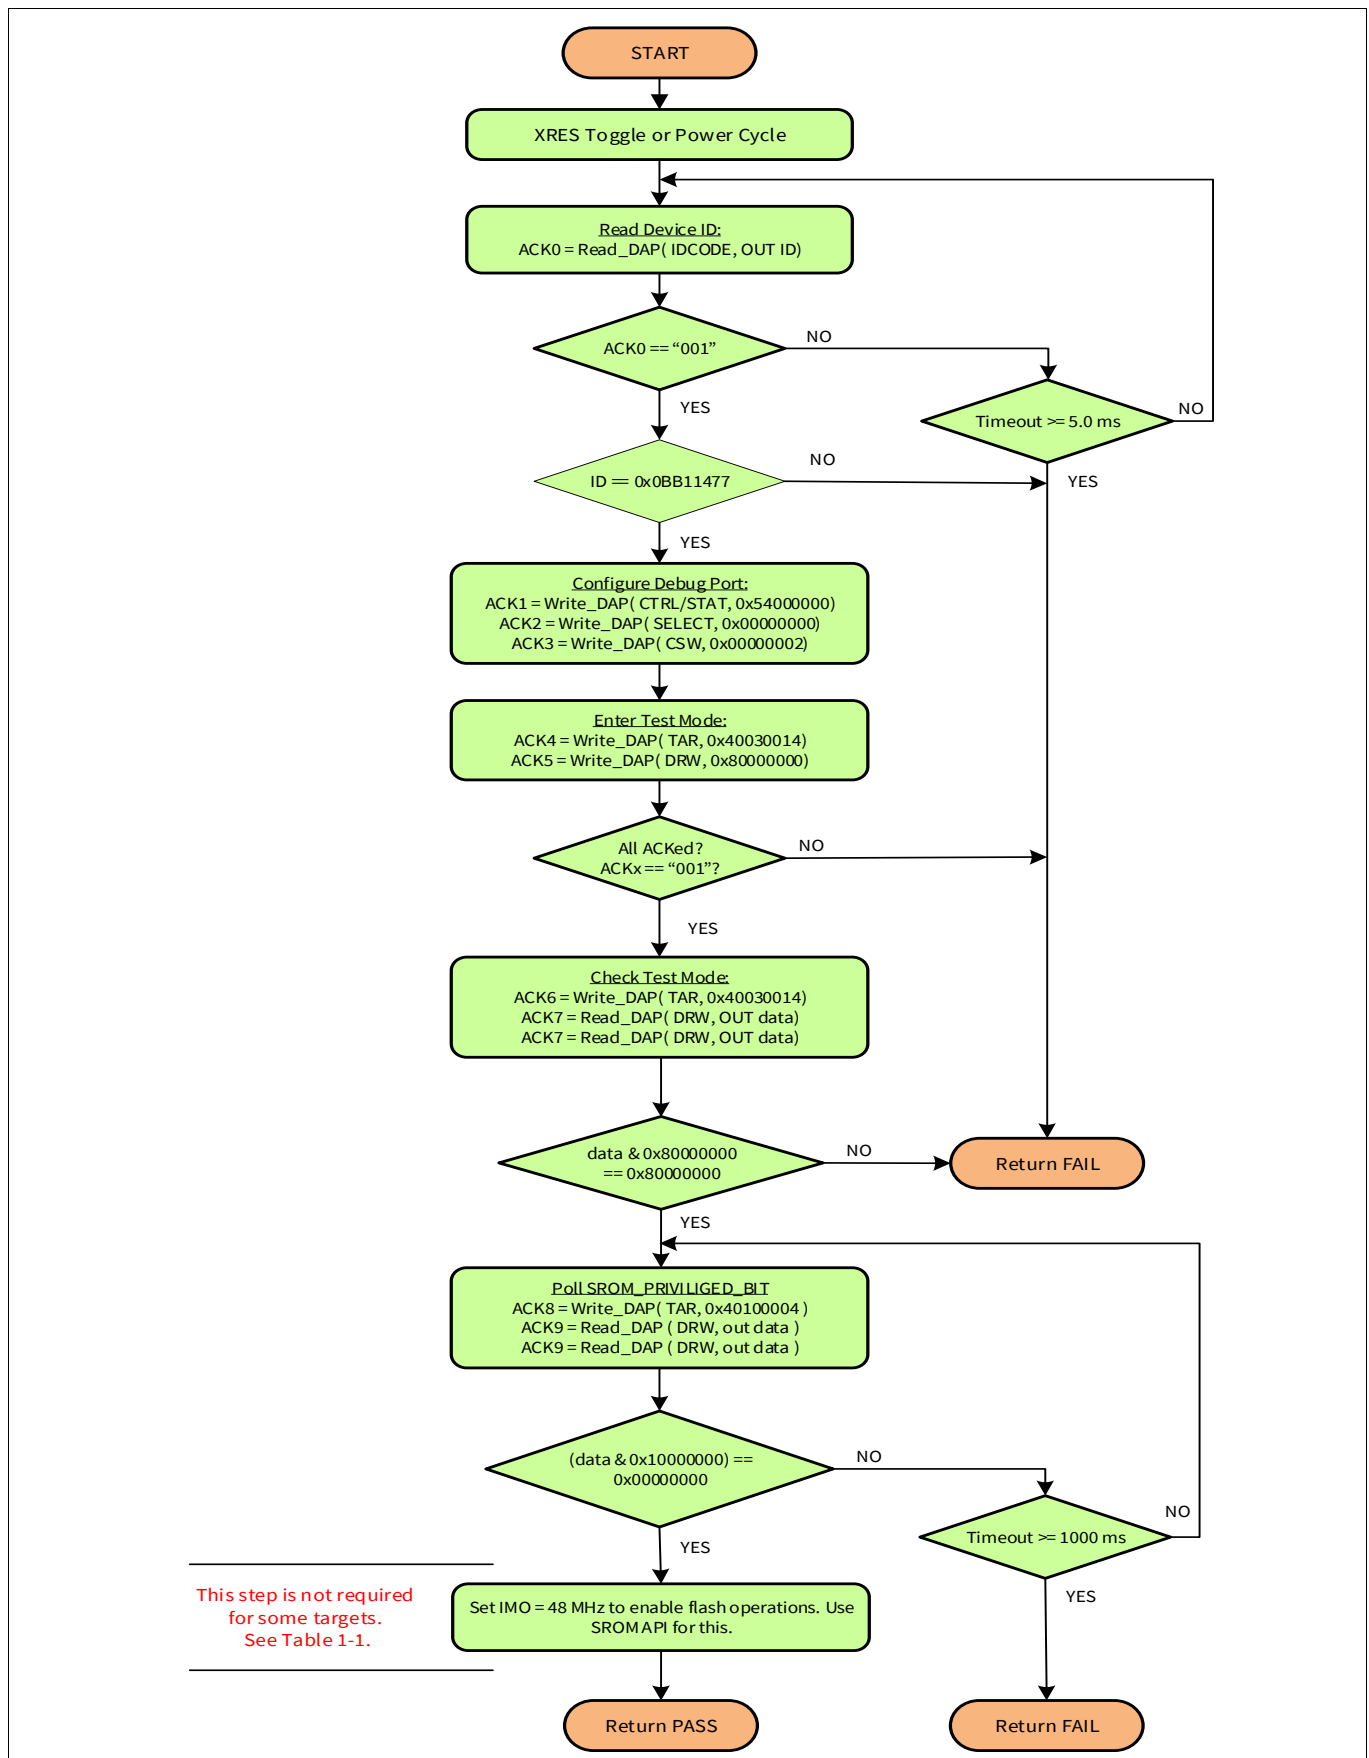 START
XRES Toggle or Power Cycle
Read Device ID:
ACK0 = Read_DAP( IDCODE, OUT ID)
ACK0 == “001”
NO
YES
Timeout >= 5.0 ms
NO
YES
ID == 0x0BB11477
NO
YES
Configure Debug Port:
ACK1 = Write_DAP( CTRL/STAT, 0x54000000)
ACK2 = Write_DAP( SELECT, 0x00000000)
ACK3 = Write_DAP( CSW, 0x00000002)
Enter Test Mode:
ACK4 = Write_DAP( TAR, 0x40030014)
ACK5 = Write_DAP( DRW, 0x80000000)
All ACKed?
ACKx == “001”?
NO
YES
Check Test Mode:
ACK6 = Write_DAP( TAR, 0x40030014)
ACK7 = Read_DAP( DRW, OUT data)
ACK7 = Read_DAP( DRW, OUT data)
data & 0x80000000
== 0x80000000
NO
Return FAIL
YES
Poll SROM_PRIVILIGED_BIT
ACK8 = Write_DAP( TAR, 0x40100004 )
ACK9 = Read_DAP ( DRW, out data )
ACK9 = Read_DAP ( DRW, out data )
(data & 0x10000000) ==
0x00000000
NO
YES
Timeout >= 1000 ms
NO
YES
This step is not required
for some targets.
See Table 1-1.
Set IMO = 48 MHz to enable flash operations. Use
SROM API for this.
Return PASS
Return FAIL